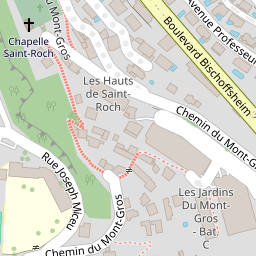 du Mont-Gros
Avenue Professeur
Boulevard Bischoffsheim
Chapelle
Saint-Roch
Les Hauts
de Saint-
Roch
Chemin du Mont-Gros
Rue Joseph Miceu
Les Jardins
Du Mont-
Gros
- Bat
C
Chemin du Mont-Gros